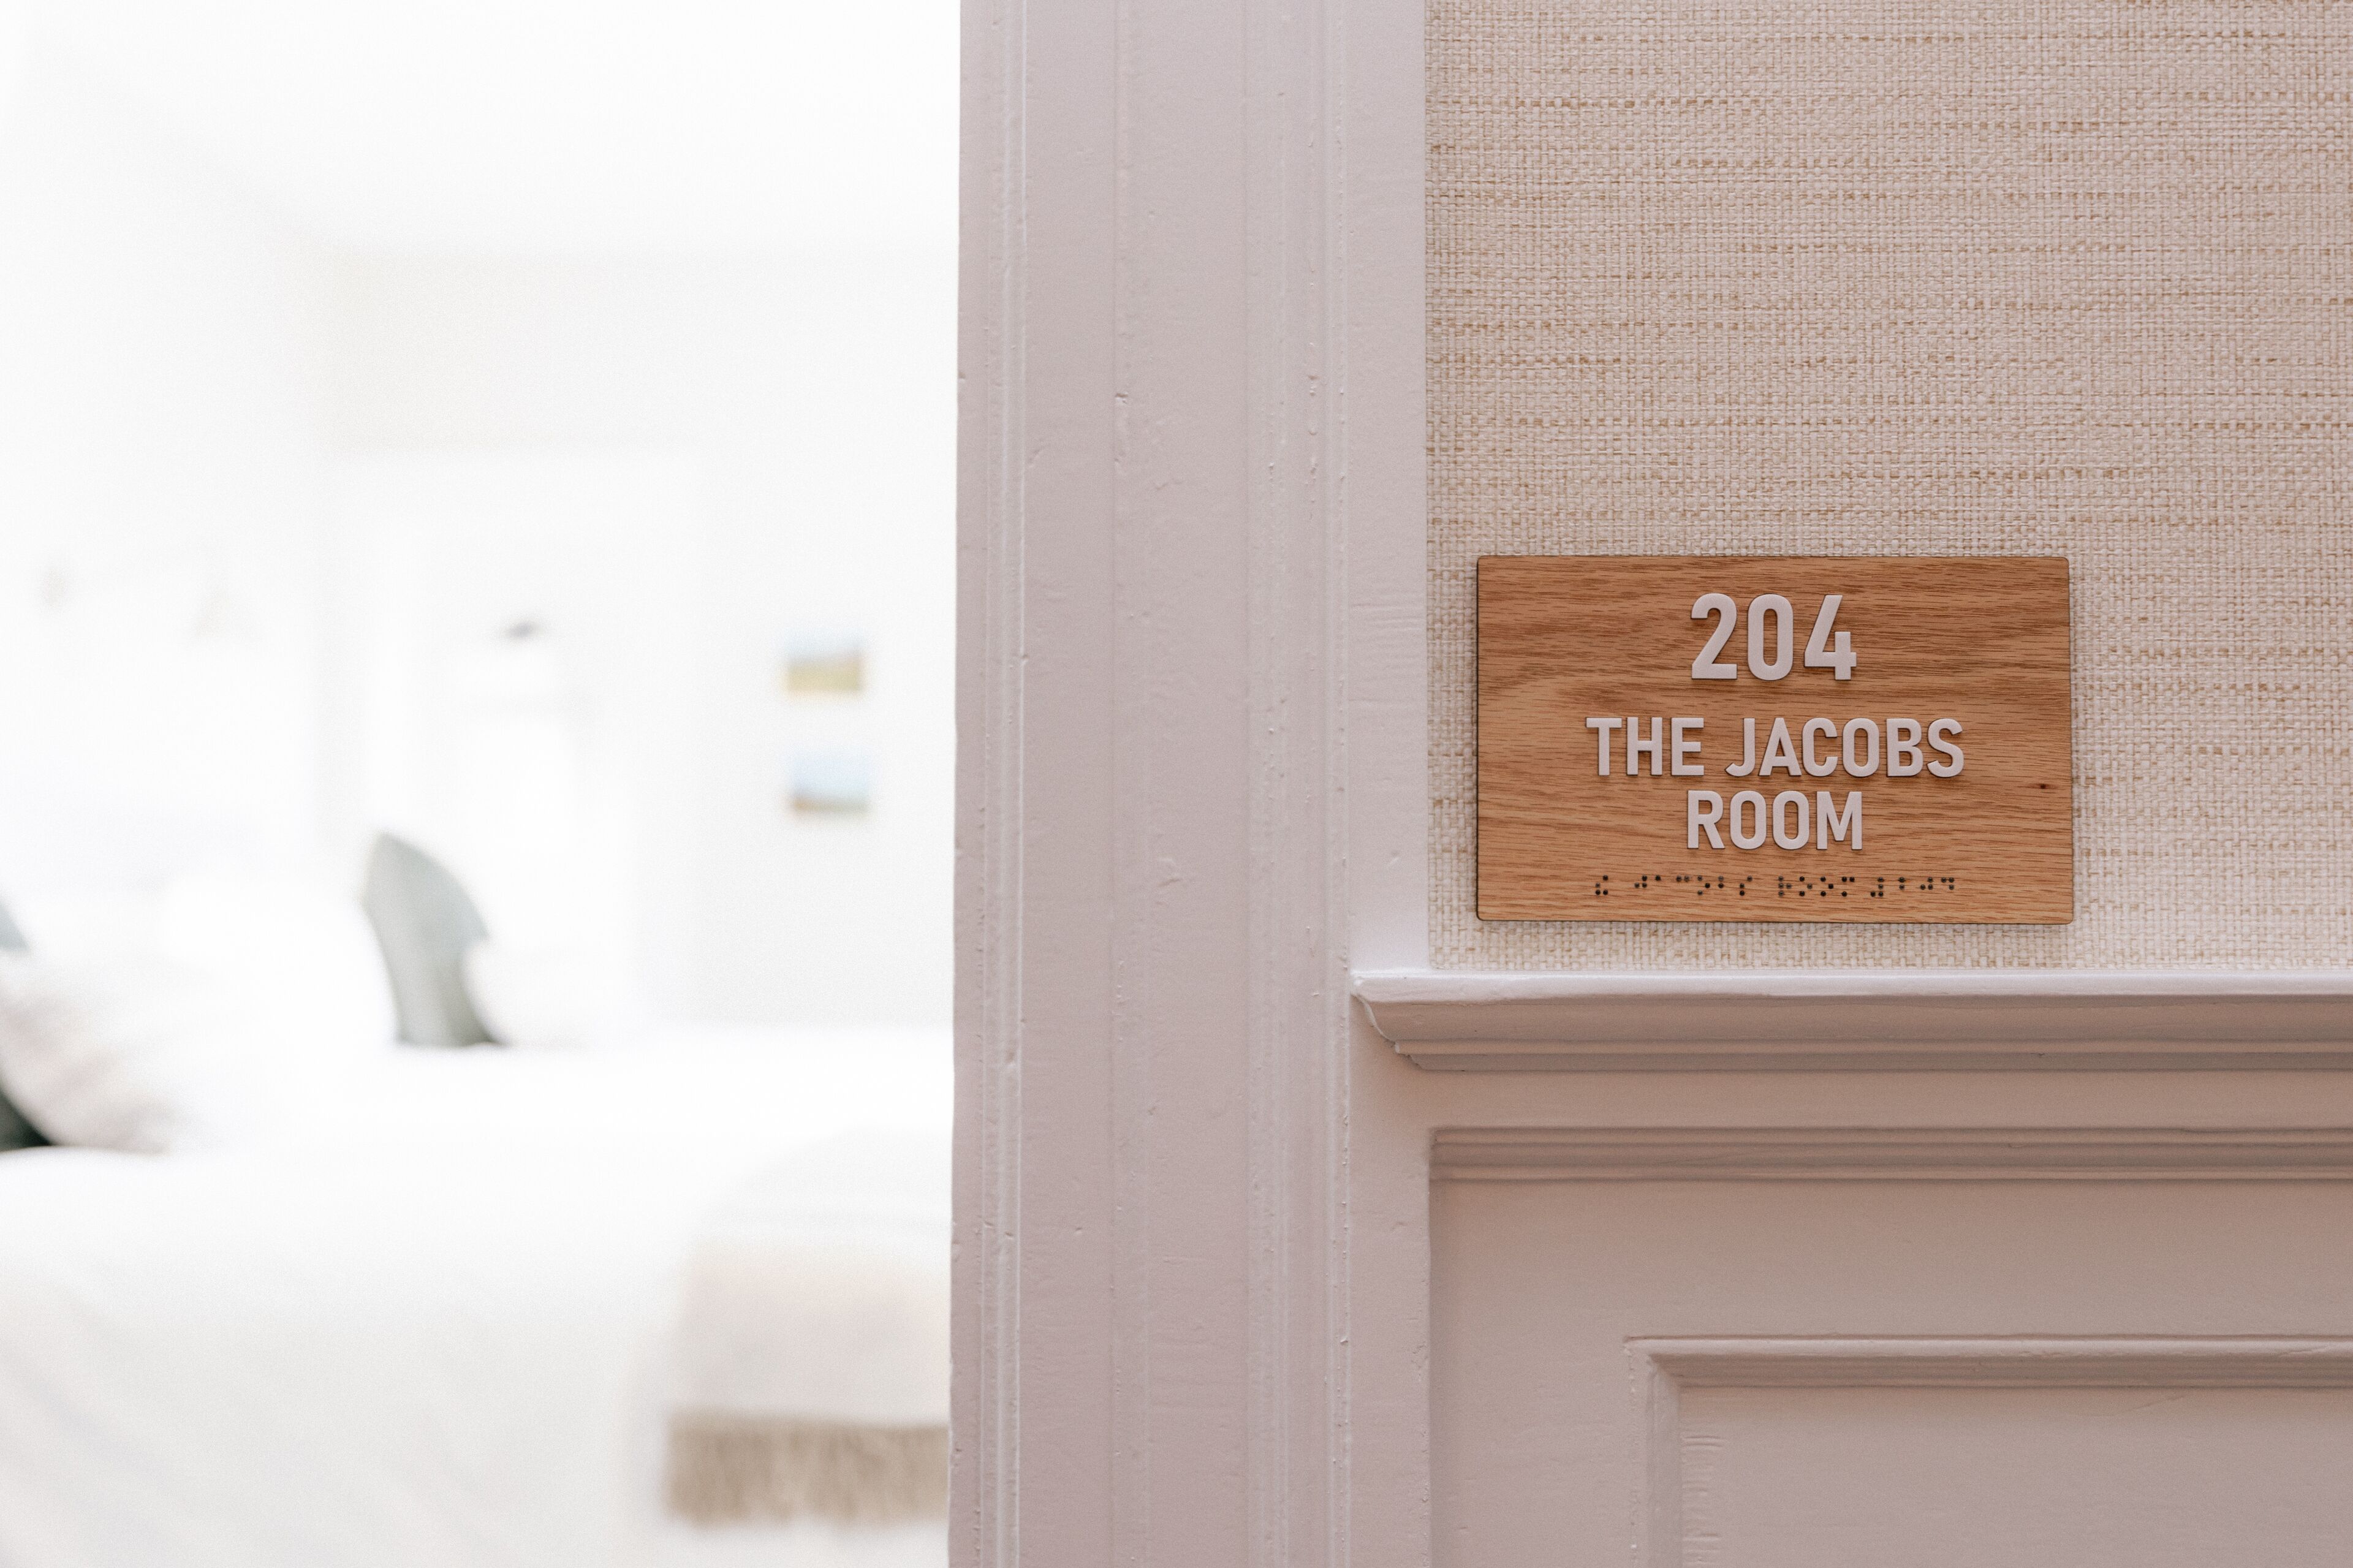 204
THE JACOBS
ROOM
⠮ ⠚⠁⠉⠕⠃⠎ ⠗⠕⠕⠍ ⠼⠃⠚⠙